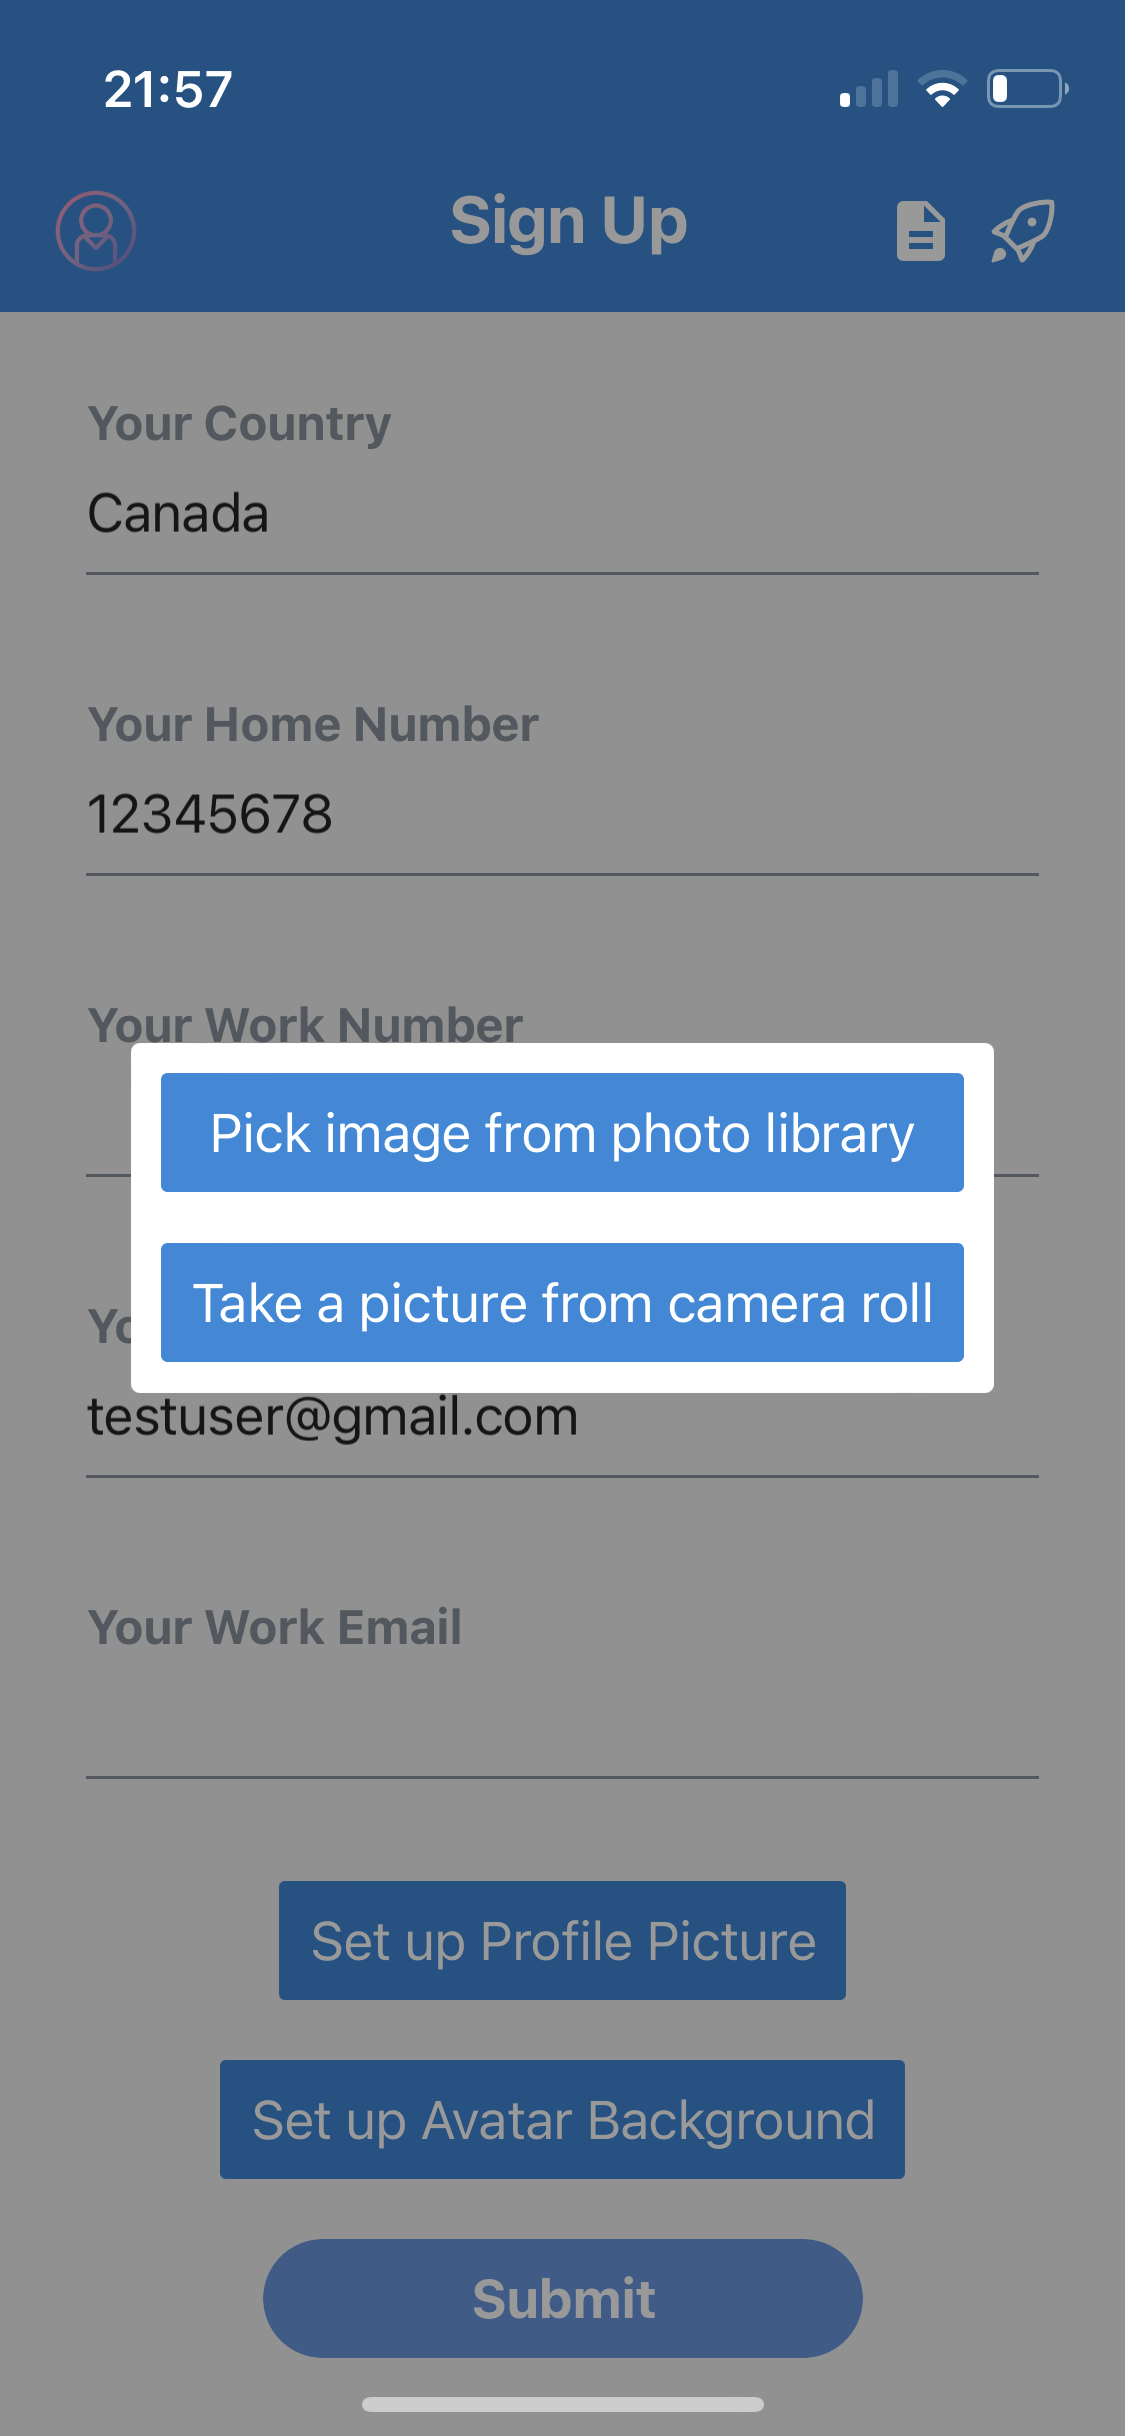 21:57
Sign Up
Your Country
Canada
Your Home Number
12345678
Your Work Number
Pick image from photo library
Take a picture from camera roll
testuser@gmail.com
Your Work Email
Set up Profile Picture
Set up Avatar Background
Submit